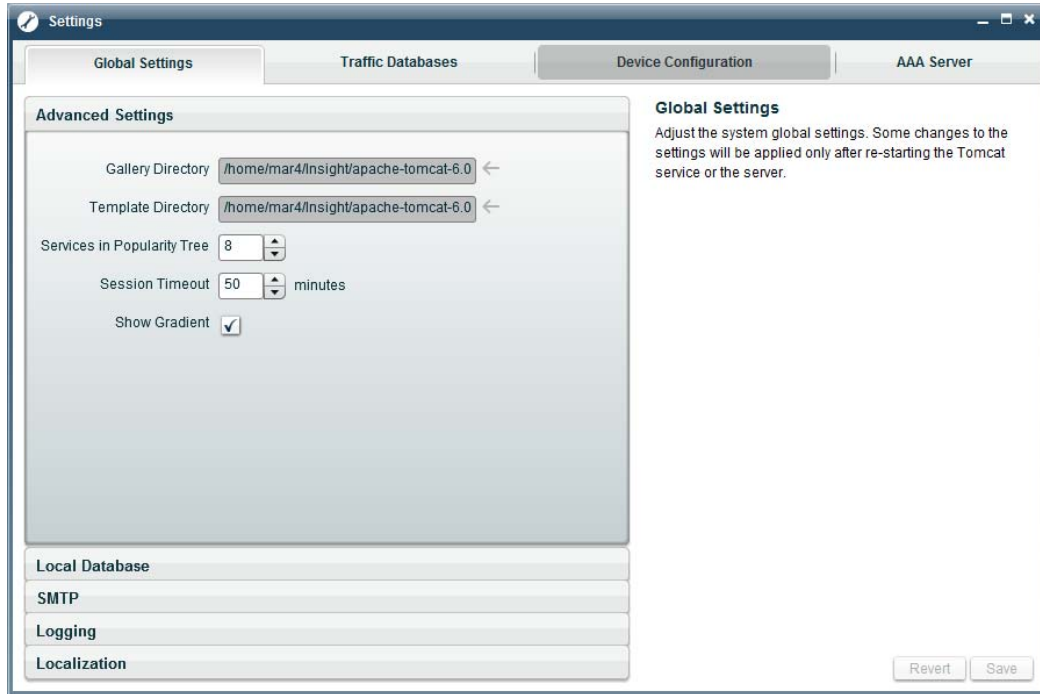 Settings
Global Settings
Traffic Databases
Device Configuration
AAA Server
Advanced Settings
Gallery Directory /home/mar4/Insight/apache-tomcat-6.0
Template Directory /home/mar4/Insight/apache-tomcat-6.0
Services in Popularity Tree 8
Session Timeout 50 minutes
Show Gradient
Local Database
SMTP
Logging
Localization
Global Settings
Adjust the system global settings. Some changes to the
settings will be applied only after re-starting the Tomcat
service or the server.
Revert
Save